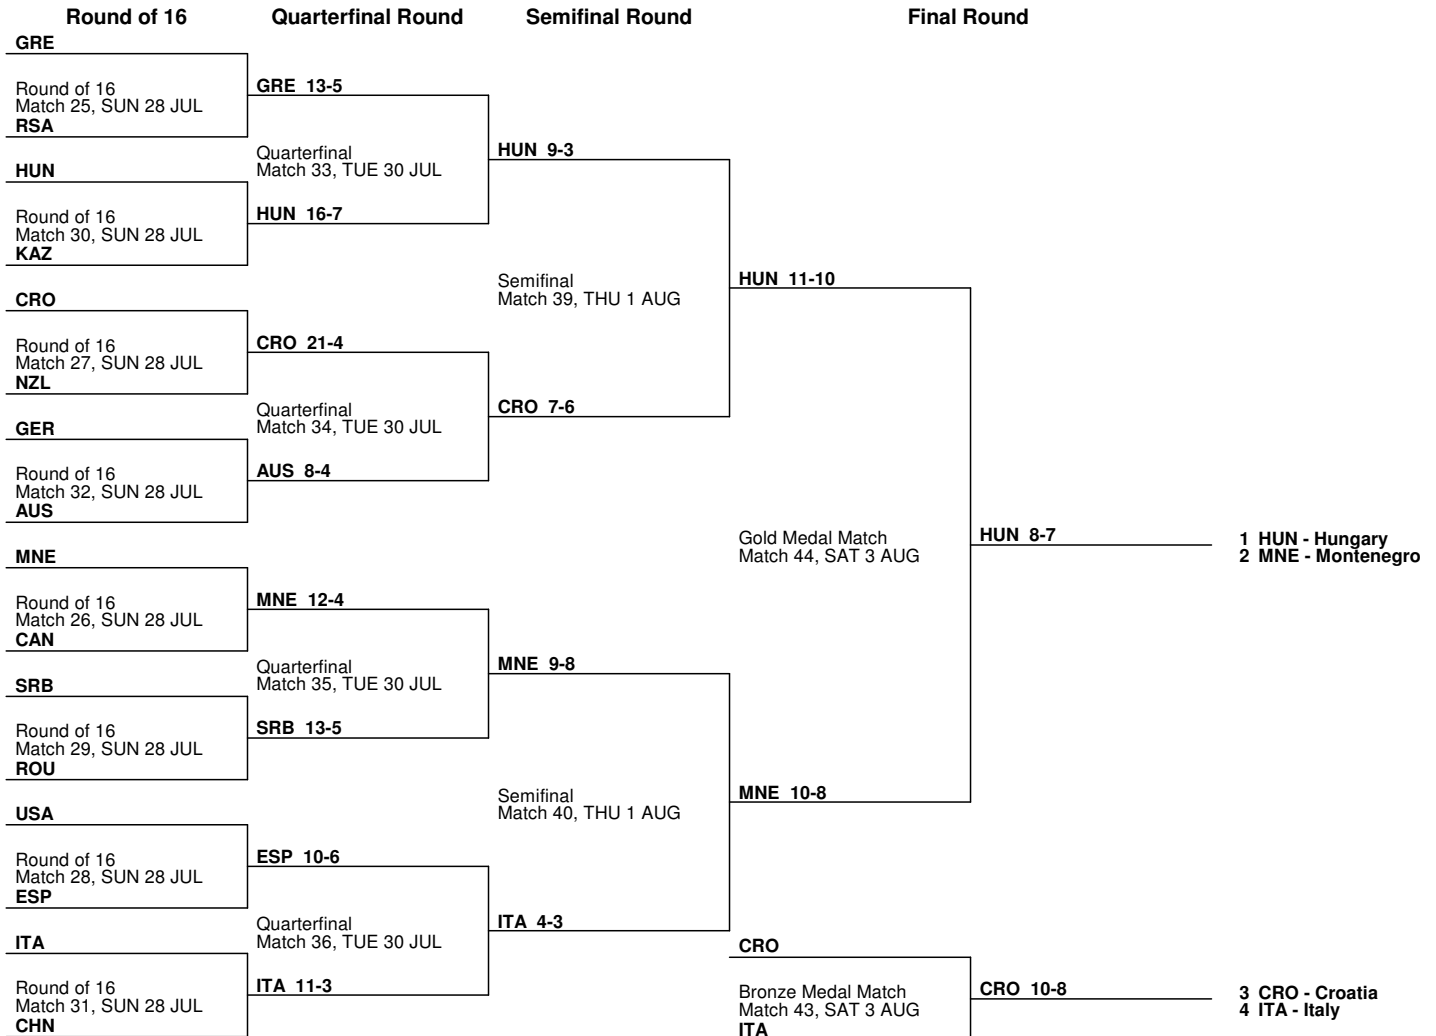 Round of 16
Quarterfinal Round
Semifinal Round
Final Round
GRE
Round of 16
Match 25, SUN 28 JUL
RSA
HUN
Round of 16
Match 30, SUN 28 JUL
KAZ
CRO
Round of 16
Match 27, SUN 28 JUL
NZL
GER
Round of 16
Match 32, SUN 28 JUL
AUS
MNE
Round of 16
Match 26, SUN 28 JUL
CAN
SRB
Round of 16
Match 29, SUN 28 JUL
ROU
USA
Round of 16
Match 28, SUN 28 JUL
ESP
ITA
Round of 16
Match 31, SUN 28 JUL
CHN
GRE 13-5
Quarterfinal
Match 33, TUE 30 JUL
HUN 16-7
CRO 21-4
Quarterfinal
Match 34, TUE 30 JUL
AUS 8-4
MNE 12-4
Quarterfinal
Match 35, TUE 30 JUL
SRB 13-5
ESP 10-6
Quarterfinal
Match 36, TUE 30 JUL
ITA 11-3
HUN 9-3
Semifinal
Match 39, THU 1 AUG
CRO 7-6
MNE 9-8
Semifinal
Match 40, THU 1 AUG
ITA 4-3
HUN 11-10
Gold Medal Match
Match 44, SAT 3 AUG
MNE 10-8
CRO
Bronze Medal Match
Match 43, SAT 3 AUG
ITA
HUN 8-7
CRO 10-8
1 HUN - Hungary
2 MNE - Montenegro
3 CRO - Croatia
4 ITA - Italy